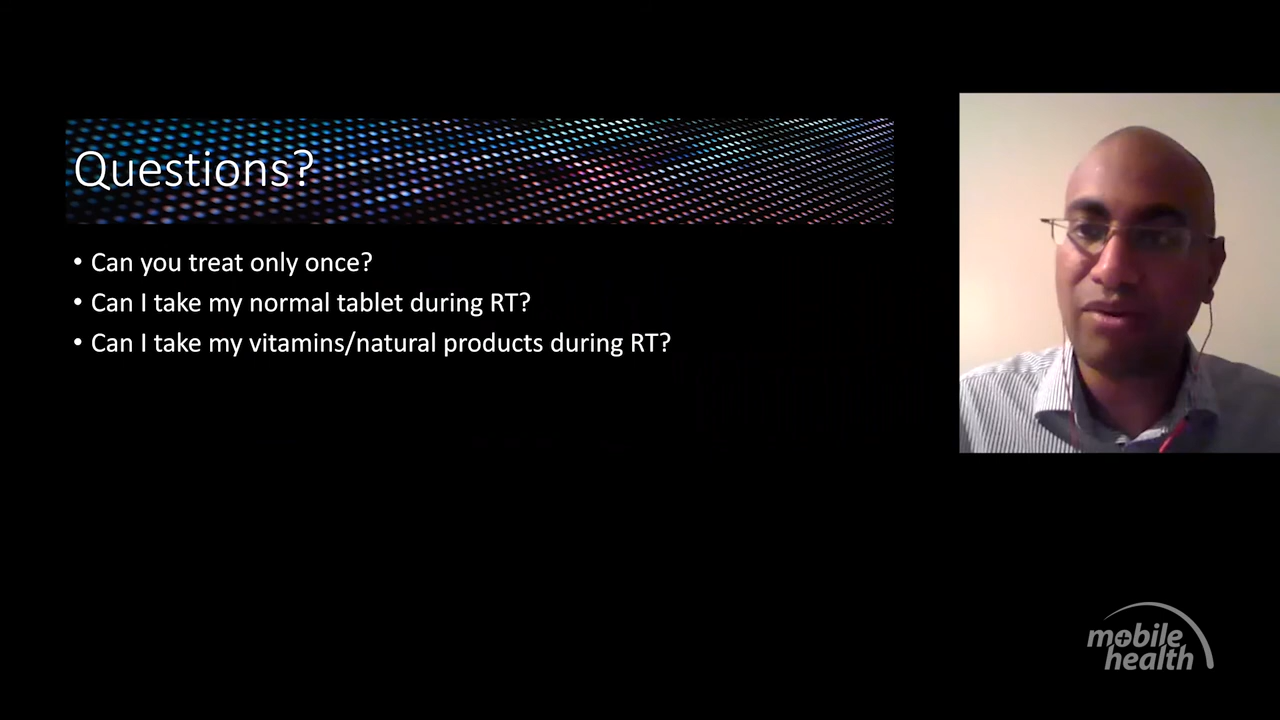 Questions?
• Can you treat only once?
• Can I take my normal tablet during RT?
• Can I take my vitamins/natural products during RT?
mobile
health